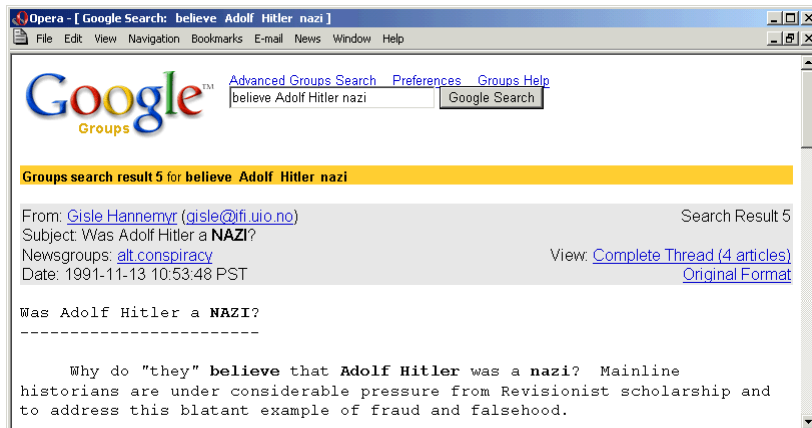 Opera - [ Google Search: believe Adolf Hitler nazi ]
File Edit View Navigation Bookmarks E-mail News Window Help
Google™
Groups
Advanced Groups Search Preferences Groups Help
believe Adolf Hitler nazi Google Search
Groups search result 5 for believe Adolf Hitler nazi
From: Gisle Hannemyr (gisle@ifi.uio.no) Search Result 5
Subject: Was Adolf Hitler a NAZI?
Newsgroups: alt.conspiracy View: Complete Thread (4 articles)
Date: 1991-11-13 10:53:48 PST Original Format
Was Adolf Hitler a NAZI?
------------------------
Why do "they" believe that Adolf Hitler was a nazi? Mainline
historians are under considerable pressure from Revisionist scholarship and
to address this blatant example of fraud and falsehood.